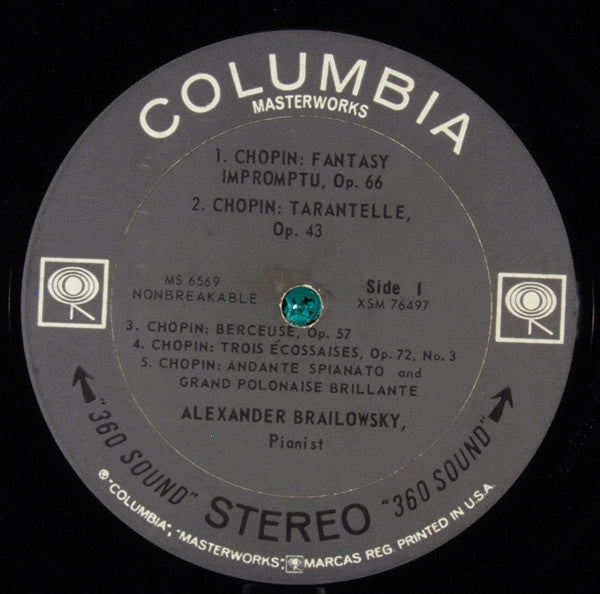 COLUMBIA
MASTERWORKS
1. CHOPIN: FANTASY
IMPROMPTU, Op. 66
2. CHOPIN: TARANTELLE,
Op. 43
MS 6569
NONBREAKABLE
Side 1
XSM 76497
3. CHOPIN: BERCEUSE, Op. 57
4. CHOPIN: TROIS ÉCOSSAISES, Op. 72, No. 3
5. CHOPIN: ANDANTE SPIANATO and
GRAND POLONAISE BRILLANTE
ALEXANDER BRAILOWSKY,
Pianist
"360 SOUND" STEREO "360 SOUND"
℗ "COLUMBIA", "MASTERWORKS", MARCAS REG. PRINTED IN U.S.A.